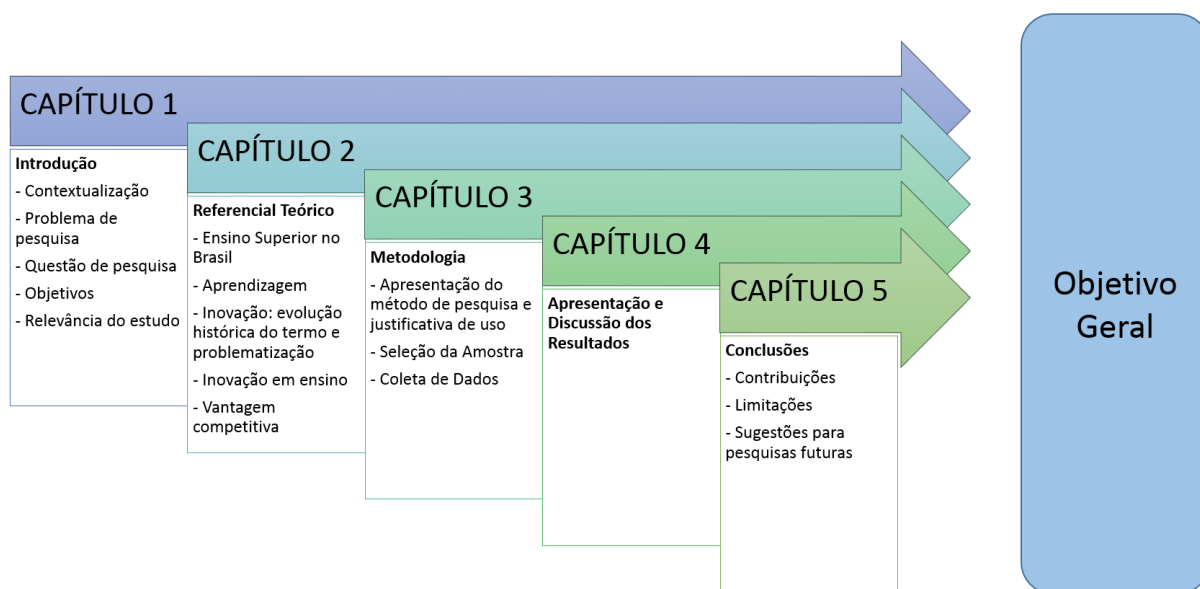 CAPÍTULO 1
Introdução
- Contextualização
- Problema de
pesquisa
- Questão de pesquisa
- Objetivos
- Relevância do estudo
CAPÍTULO 2
Referencial Teórico
- Ensino Superior no
Brasil
- Aprendizagem
- Inovação: evolução
histórica do termo e
problematização
- Inovação em ensino
- Vantagem
competitiva
CAPÍTULO 3
Metodologia
- Apresentação do
método de pesquisa e
justificativa de uso
- Seleção da Amostra
- Coleta de Dados
CAPÍTULO 4
Apresentação e
Discussão dos
Resultados
CAPÍTULO 5
Conclusões
- Contribuições
- Limitações
- Sugestões para
pesquisas futuras
Objetivo
Geral